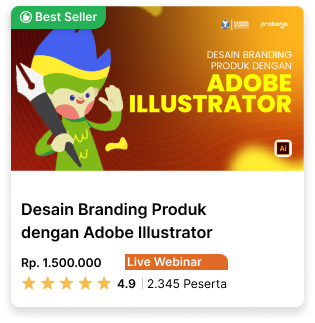 Best Seller
prakerja
DESAIN BRANDING
PRODUK DENGAN
ADOBE
ILLUSTRATOR
Ai
Desain Branding Produk
dengan Adobe Illustrator
Rp. 1.500.000
Live Webinar
4.9
2.345 Peserta